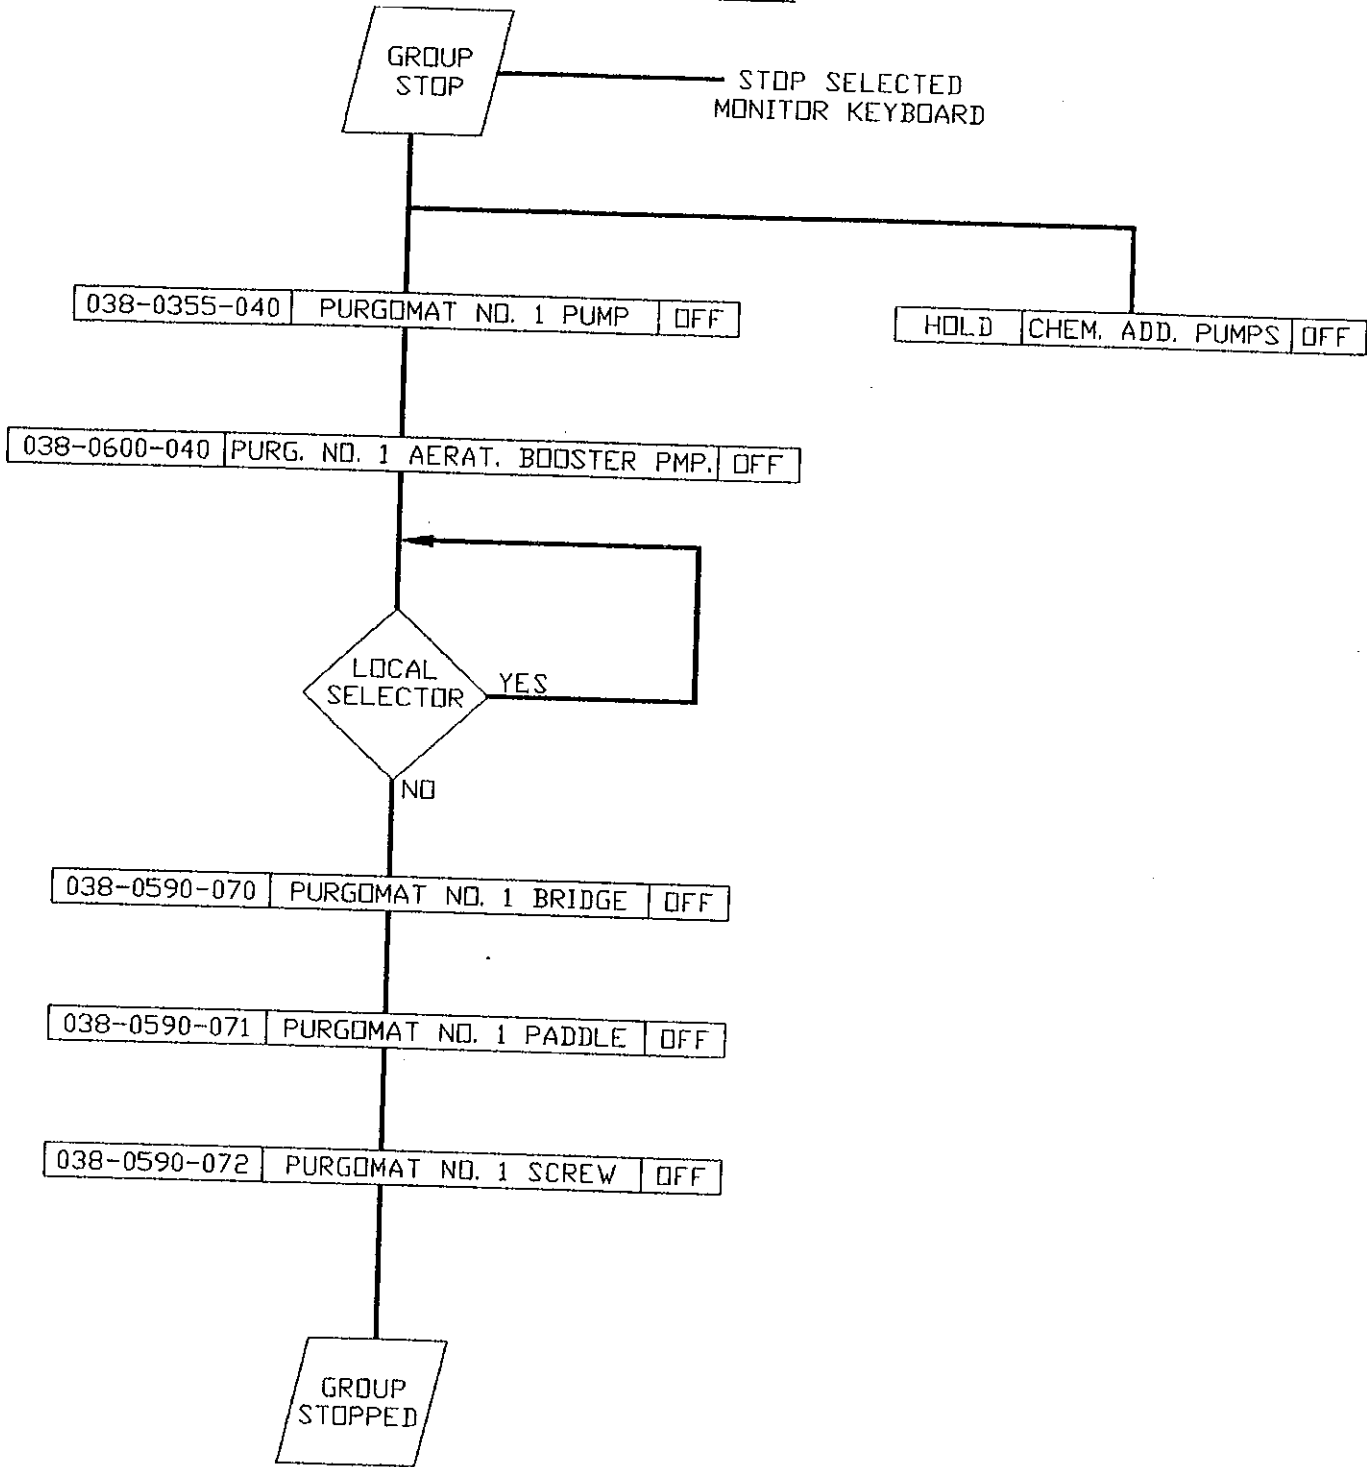 GROUP
STOP
STOP SELECTED
MONITOR KEYBOARD
038-0355-040 PURGOMAT NO. 1 PUMP OFF
HOLD CHEM. ADD. PUMPS OFF
038-0600-040 PURG. NO. 1 AERAT. BOOSTER PMP. OFF
LOCAL
SELECTOR
YES
NO
038-0590-070 PURGOMAT NO. 1 BRIDGE OFF
038-0590-071 PURGOMAT NO. 1 PADDLE OFF
038-0590-072 PURGOMAT NO. 1 SCREW OFF
GROUP
STOPPED